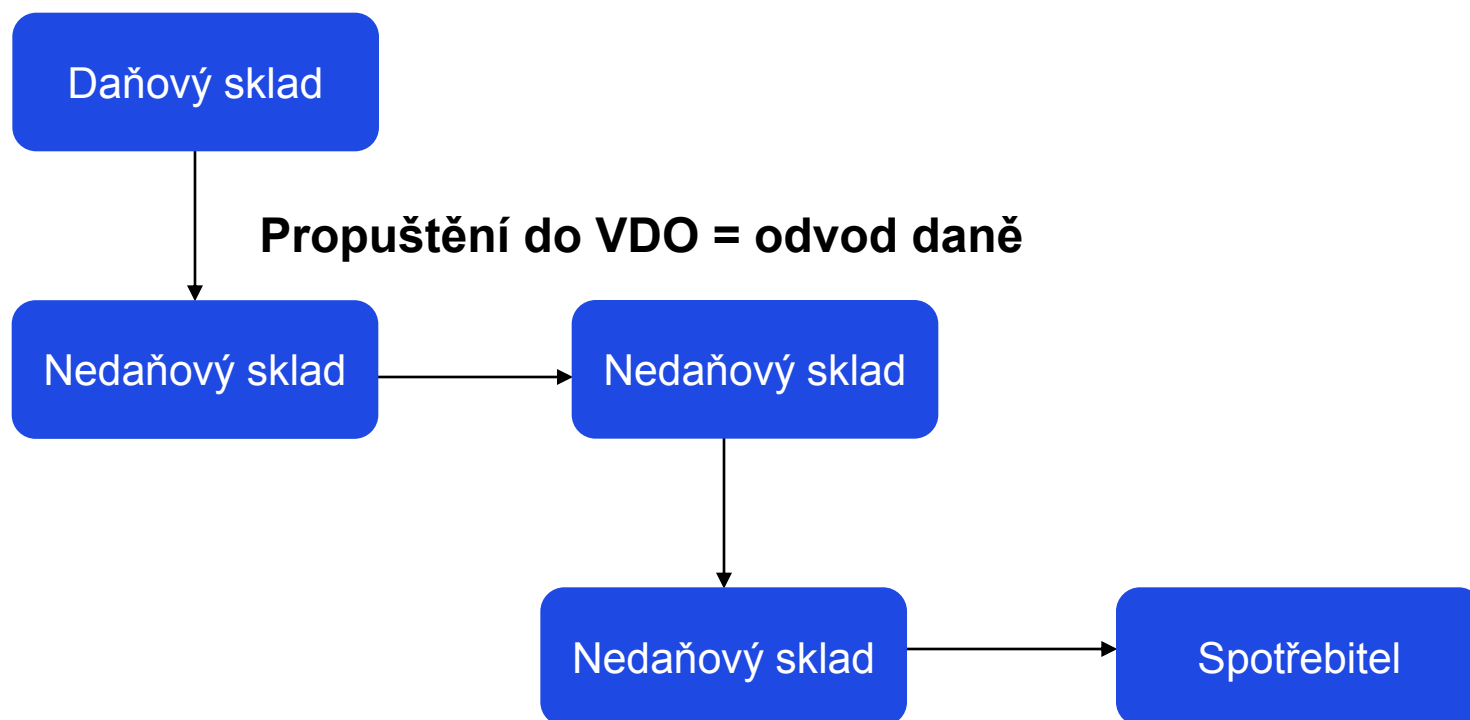 Daňový sklad
Propuštění do VDO = odvod daně
Nedaňový sklad
Nedaňový sklad
Nedaňový sklad
Spotřebitel